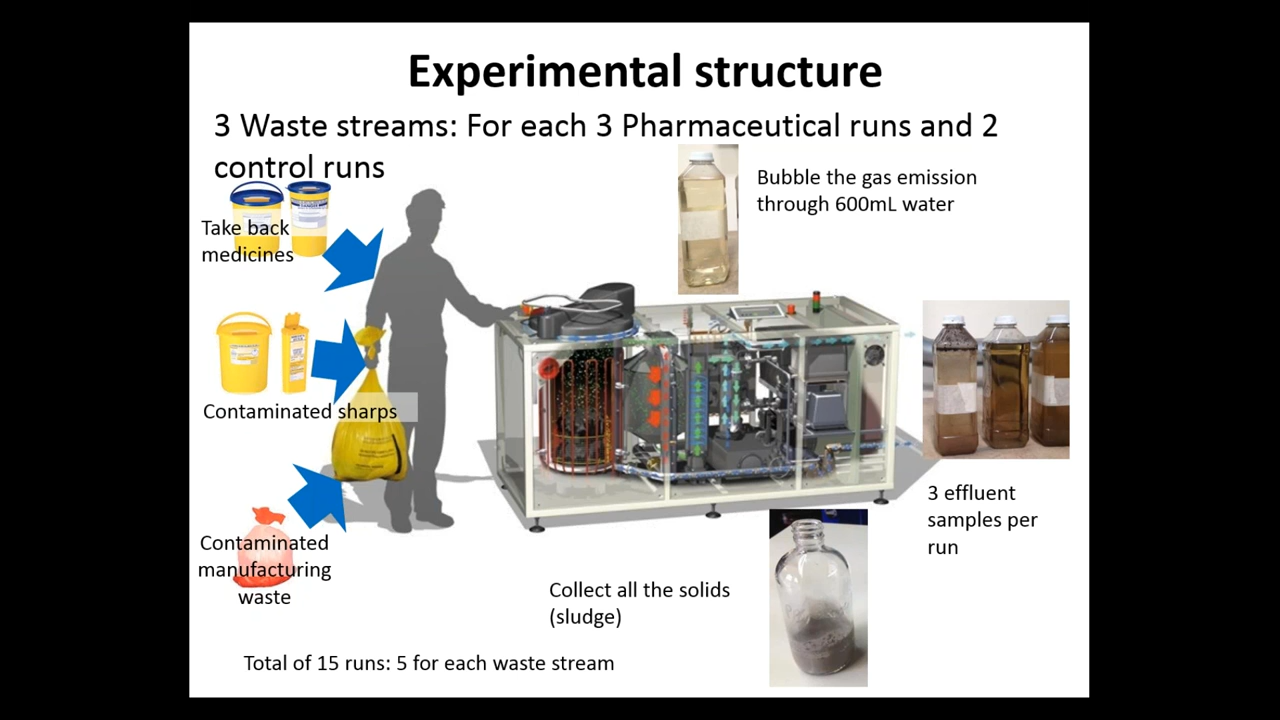 Experimental structure
3 Waste streams: For each 3 Pharmaceutical runs and 2
control runs
Bubble the gas emission
through 600mL water
Take back
medicines
Contaminated sharps
3 effluent
samples per
run
Contaminated
manufacturing
waste
Collect all the solids
(sludge)
Total of 15 runs: 5 for each waste stream